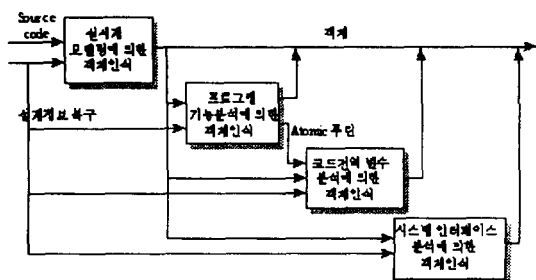 Source
code
실세계
모델링에 의한
객체인식
객체
설계정보 복구
프로그램
기능분석에 의한
객체인식
Atomic 루틴
코드전역 변수
분석에 의한
객체인식
시스템 인터페이스
분석에 의한
객체인식